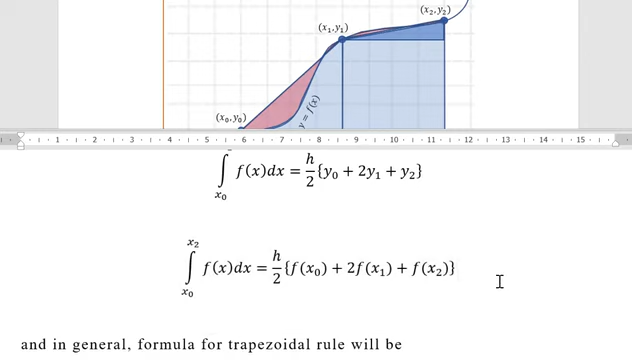 (x₂, y₂)
(x₁, y₁)
(x₀, y₀)
y = f(x)
1 2 3 4 5 6 7 8 9 10 11 12 13 14 15
∫x₀ f(x)dx = h/2 {y₀ + 2y₁ + y₂}
∫x₀^x₂ f(x)dx = h/2 {f(x₀) + 2f(x₁) + f(x₂)}
and in general, formula for trapezoidal rule will be